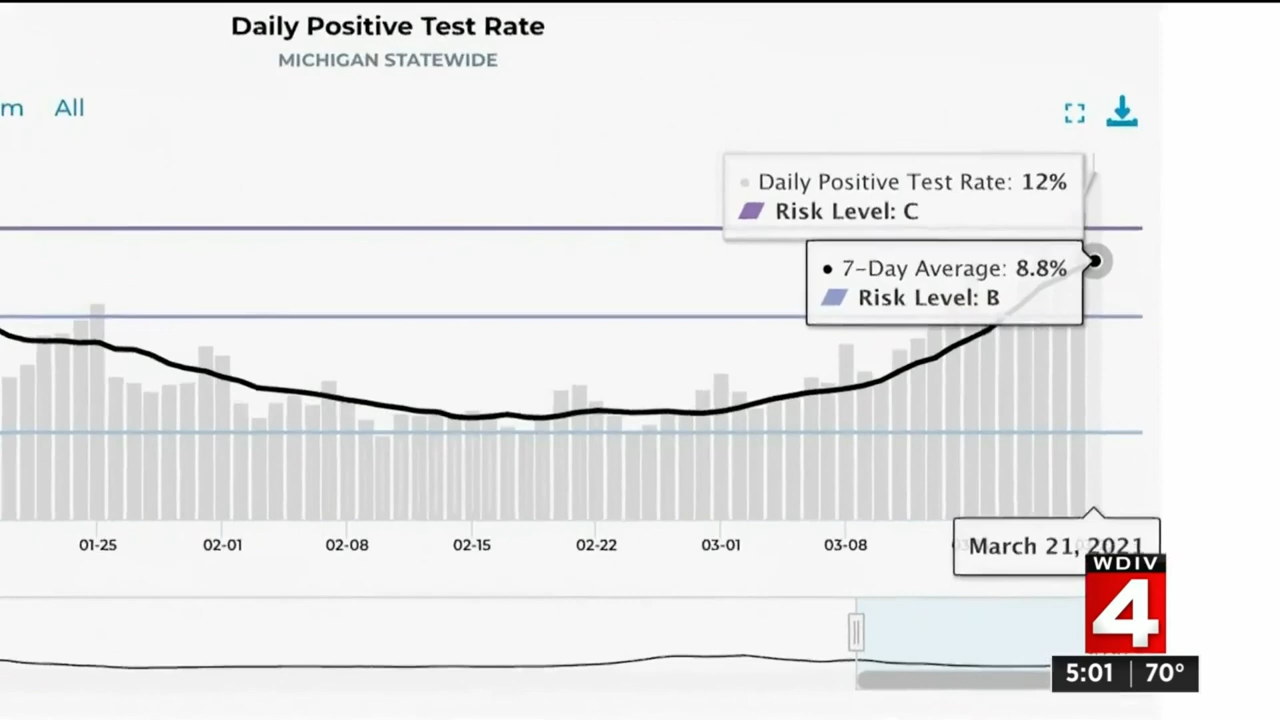 Daily Positive Test Rate
MICHIGAN STATEWIDE
m All
Daily Positive Test Rate: 12%
Risk Level: C
7-Day Average: 8.8%
Risk Level: B
01-25 02-01 02-08 02-15 02-22 03-01 03-08
March 21, 2021
WDIV
4
5:01 70°